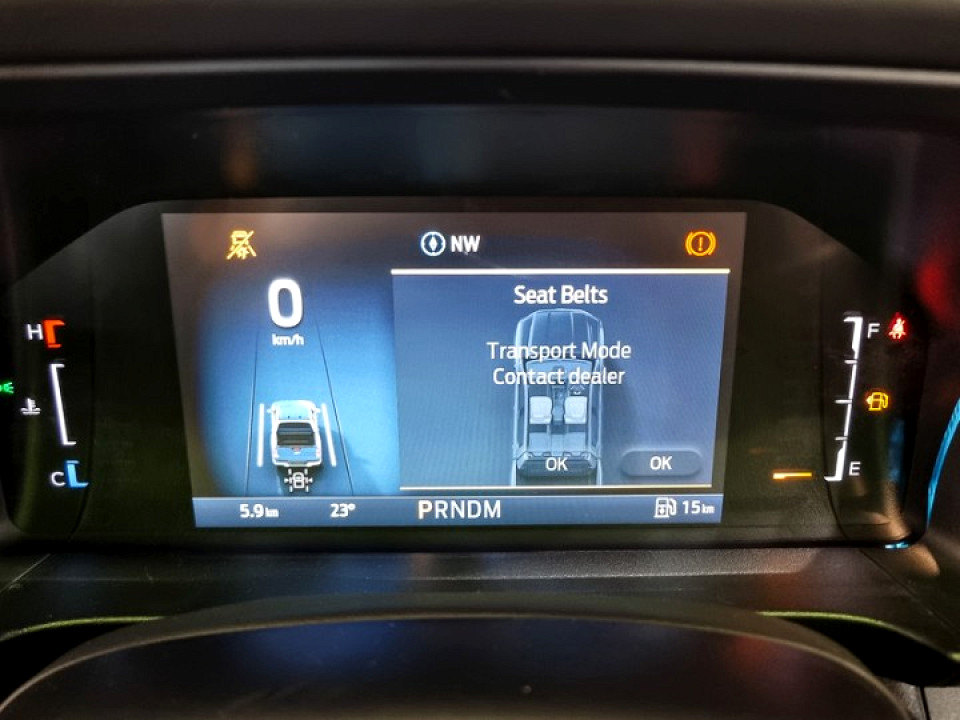 NW
0
km/h
Seat Belts
Transport Mode
Contact dealer
OK
OK
H
C
F
E
5.9 km
23°
PRNDM
15 km